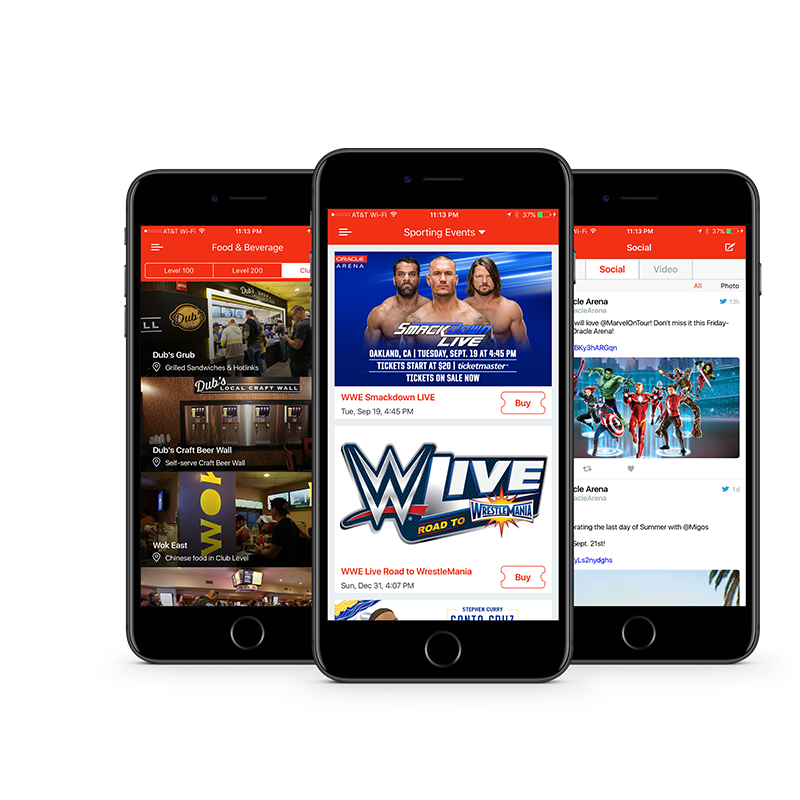 AT&T Wi-Fi 11:13 PM
Food & Beverage
Level 100 Level 200 Clu
Dub's
Dub's
LL
Dub's Grub
Grilled Sandwiches & Hotlinks
Dub's
LOCAL CRAFT WALL
Dub's Craft Beer Wall
Self-serve Craft Beer Wall
WOK
Wok East
Chinese food in Club Level
AT&T Wi-Fi 11:13 PM 37%
Sporting Events
ORACLE
ARENA
SMACKDOWN
LIVE
OAKLAND, CA | TUESDAY, SEPT. 19 AT 4:45 PM
TICKETS START AT $20 | ticketmaster
TICKETS ON SALE NOW
WWE Smackdown LIVE
Tue, Sep 19, 4:45 PM
Buy
W LIVE
ROAD TO WRESTLEMANIA
WWE Live Road to WrestleMania
Sun, Dec 31, 4:07 PM
Buy
STEPHEN CURRY
SANTA CRUZ
-Fi 11:13 PM 37%
Social
Social Video
All Photo
cle Arena 13h
acleArena
will love @MarvelOnTour! Don't miss it this Friday-
Oracle Arena!
BKy3hARGqn
cle Arena 1d
acleArena
rating the last day of Summer with @Migos
Sept. 21st!
yLs2nydghs